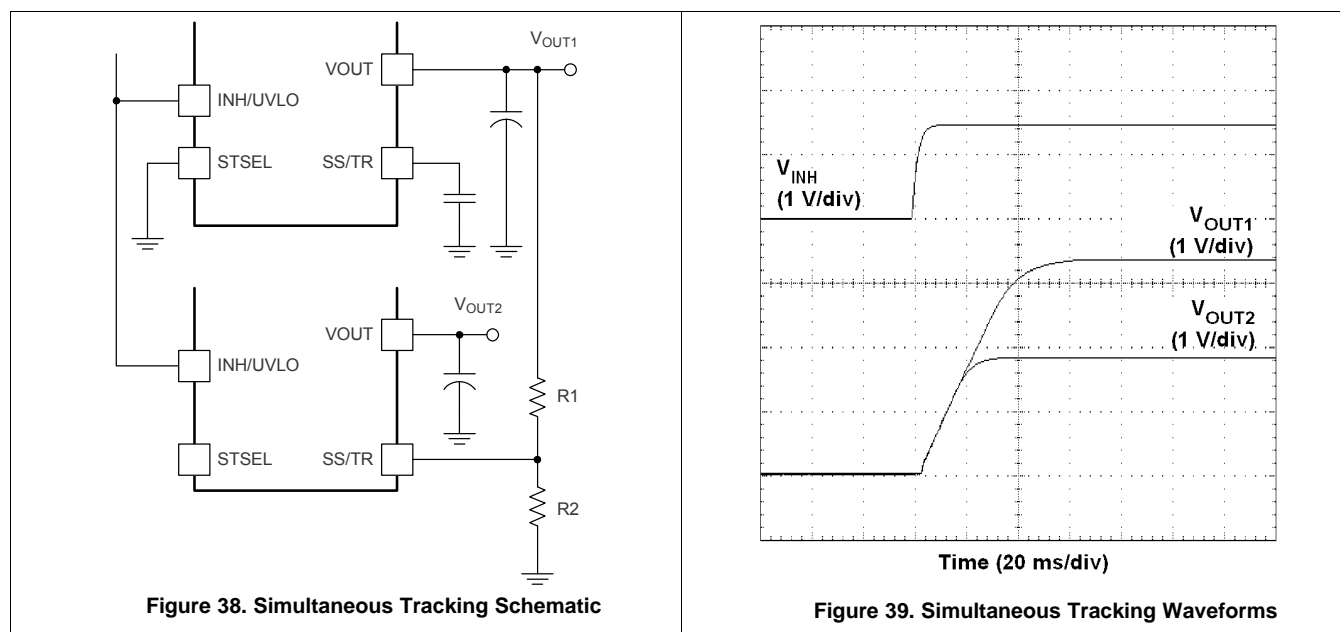 VOUT1
VOUT
INH/UVLO
STSEL
SS/TR
VOUT2
VOUT
INH/UVLO
R1
STSEL
SS/TR
R2
Figure 38. Simultaneous Tracking Schematic
VINH
(1 V/div)
VOUT1
(1 V/div)
VOUT2
(1 V/div)
Time (20 ms/div)
Figure 39. Simultaneous Tracking Waveforms